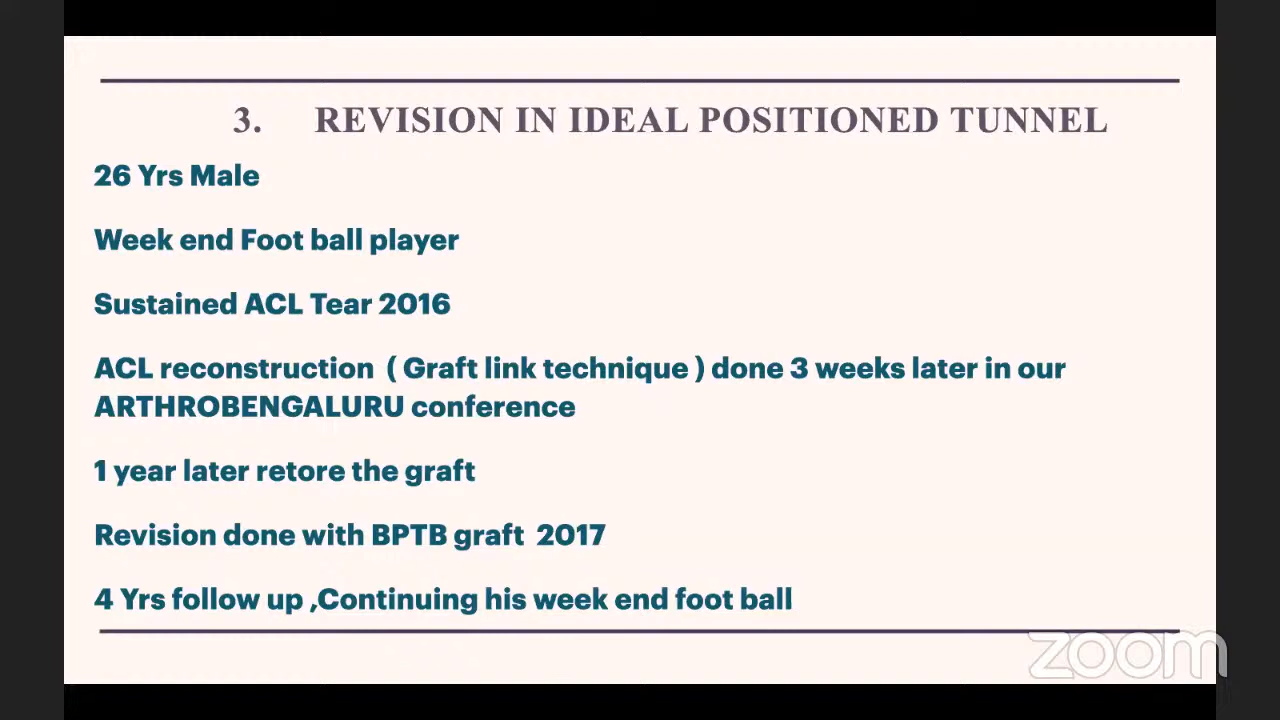 3. REVISION IN IDEAL POSITIONED TUNNEL
26 Yrs Male
Week end Foot ball player
Sustained ACL Tear 2016
ACL reconstruction ( Graft link technique ) done 3 weeks later in our
ARTHROBENGALURU conference
1 year later retore the graft
Revision done with BPTB graft 2017
4 Yrs follow up ,Continuing his week end foot ball
zoom